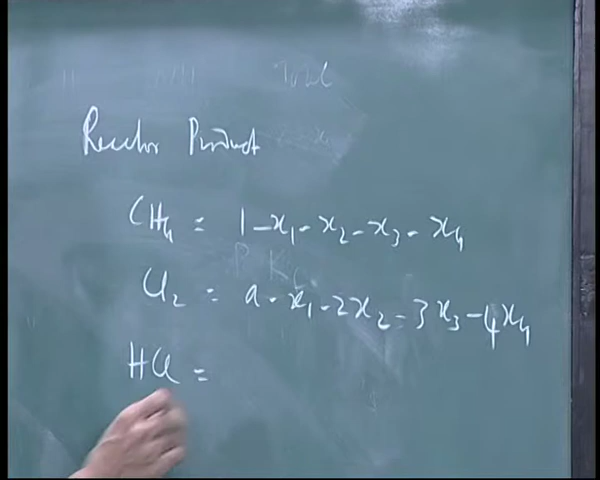 Reactor Product
CH₄ = 1 - x₁ - x₂ - x₃ - x₄
Cl₂ = a - x₁ - 2x₂ - 3x₃ - 4x₄
HCl =